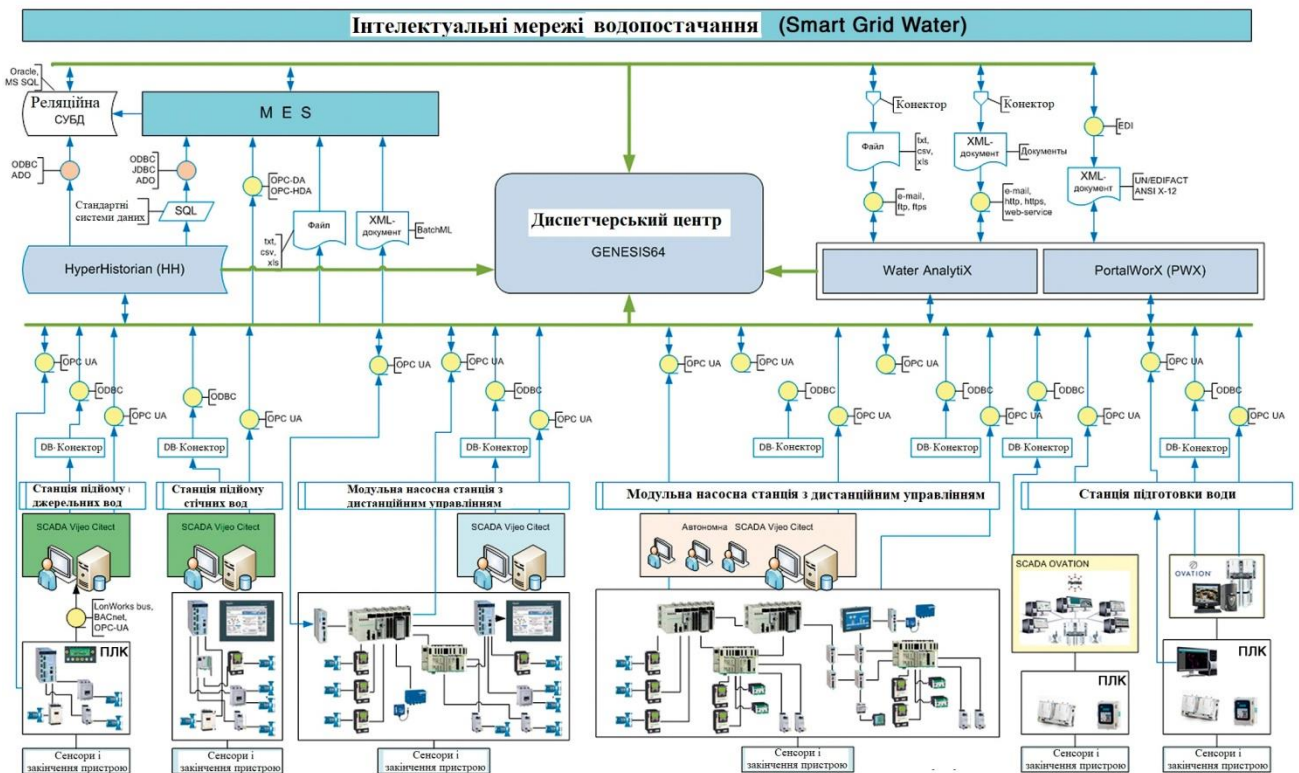 Інтелектуальні мережі водопостачання (Smart Grid Water)
Oracle,
MS SQL
Реляційна
СУБД
M E S
Конектор
Конектор
EDI
ODBC
ADO
ODBC
JDBC
ADO
OPC-DA
OPC-HDA
Файл
txt,
csv,
xls
XML-
документ
Документы
XML-
документ
UN/EDIFACT
ANSI X-12
Стандартні
системи даних
SQL
txt,
csv,
xls
Файл
XML-
документ
BatchML
Диспетчерський центр
GENESIS64
e-mail,
ftp, ftps
e-mail,
http, https,
web-service
HyperHistorian (HH)
Water AnalytiX
PortalWorX (PWX)
OPC UA
ODBC
OPC UA
ODBC
OPC UA
OPC UA
OPC UA
ODBC
OPC UA
OPC UA
OPC UA
ODBC
OPC UA
OPC UA
ODBC
OPC UA
ODBC
OPC UA
OPC UA
ODBC
OPC UA
DB-Конектор
DB-Конектор
DB-Конектор
DB-Конектор
DB-Конектор
DB-Конектор
DB-Конектор
Станція підйому
джерельних вод
Станція підйому
стічних вод
Модульна насосна станція з
дистанційним управлінням
Модульна насосна станція з дистанційним управлінням
Станція підготовки води
SCADA Vijeo Citect
SCADA Vijeo Citect
SCADA Vijeo Citect
Автономна SCADA Vijeo Citect
SCADA OVATION
OVATION
LonWorks bus,
BACnet,
OPC-UA
ПЛК
ПЛК
ПЛК
Сенсори і
закінчення пристрою
Сенсори і
закінчення пристрою
Сенсори і
закінчення пристрою
Сенсори і
закінчення пристрою
Сенсори і
закінчення пристрою
Сенсори і
закінчення пристрою